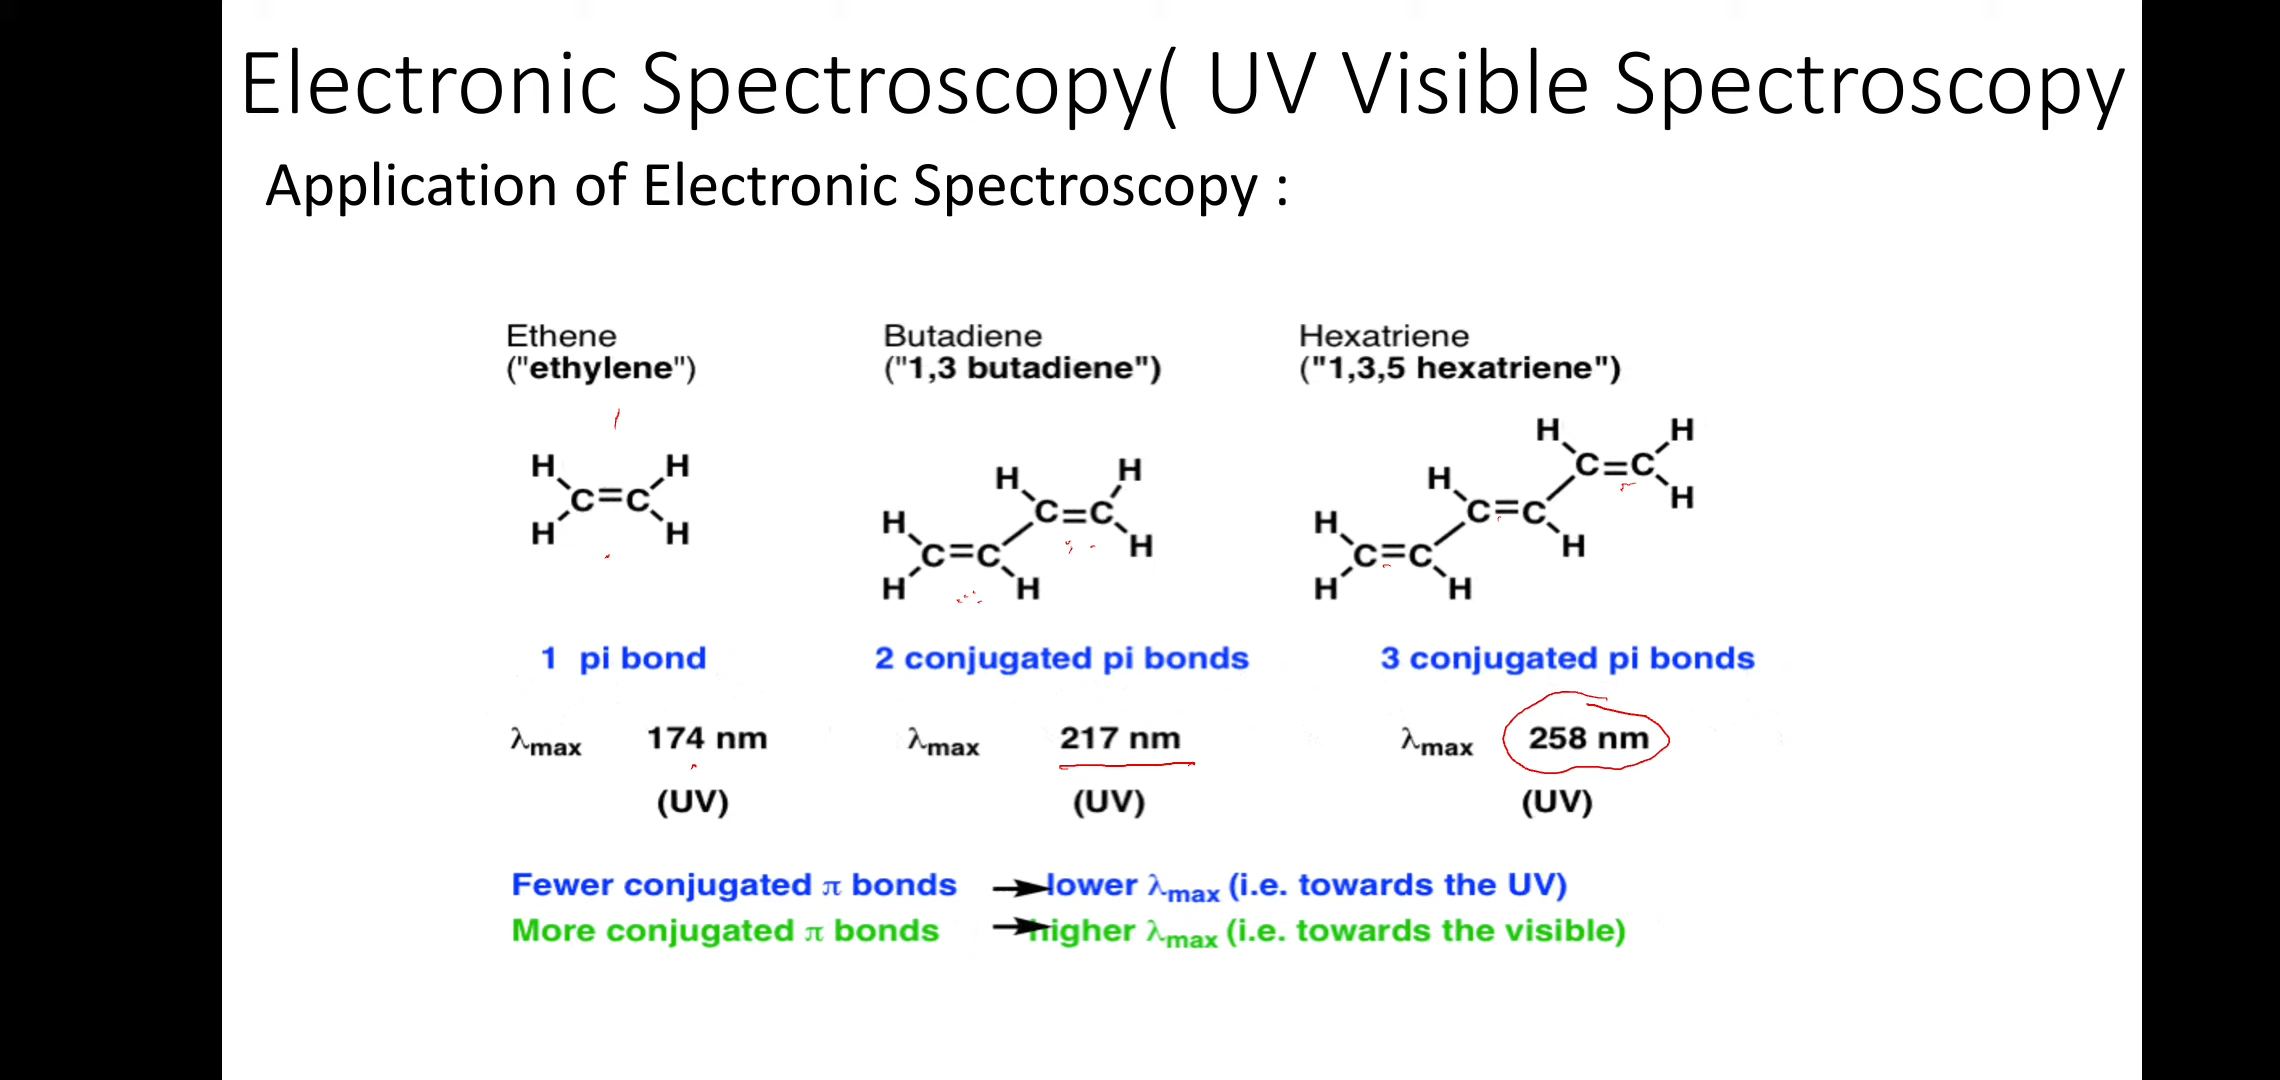 Electronic Spectroscopy( UV Visible Spectroscopy
Application of Electronic Spectroscopy :
Ethene
("ethylene")
Butadiene
("1,3 butadiene")
Hexatriene
("1,3,5 hexatriene")
H H
C=C
H H
H H
H C=C
C=C H
H H
H H
H C=C
H C=C H
C=C H
H H
1 pi bond
2 conjugated pi bonds
3 conjugated pi bonds
λmax 174 nm
(UV)
λmax 217 nm
(UV)
λmax 258 nm
(UV)
Fewer conjugated π bonds → lower λmax (i.e. towards the UV)
More conjugated π bonds → higher λmax (i.e. towards the visible)